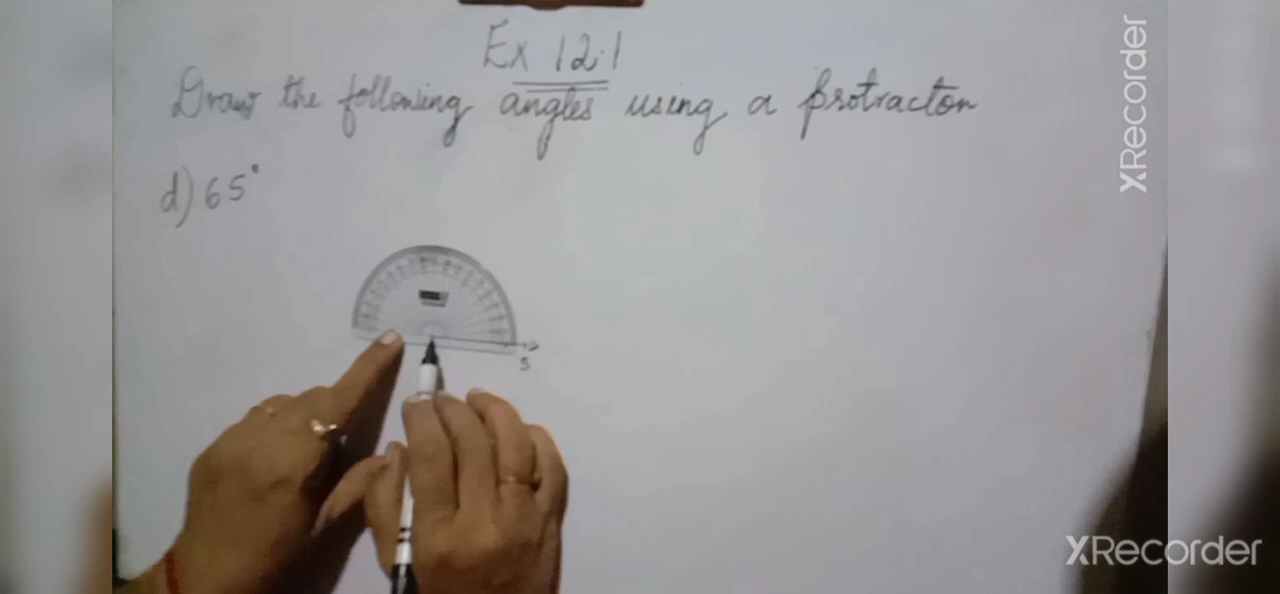 Ex 12.1
Draw the following angles using a protractor
d) 65°
S
XRecorder
XRecorder